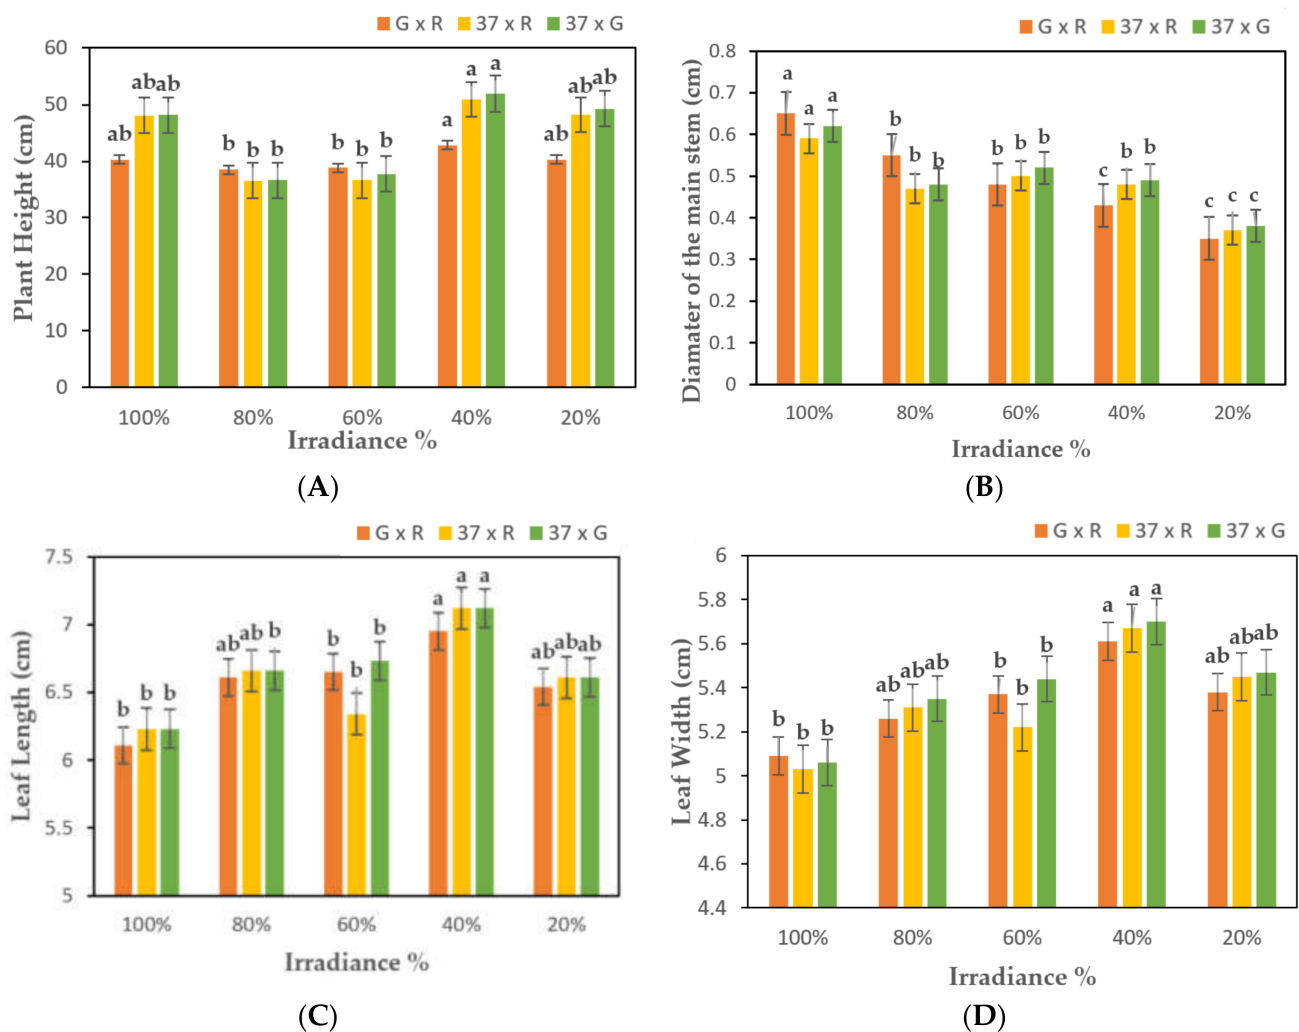 G x R 37 x R 37 x G
60
50
40
30
20
10
0
Plant Height (cm)
ab ab ab b b b b b b a a a ab ab ab
100% 80% 60% 40% 20%
Irradiance %
(A)
G x R 37 x R 37 x G
0.8
0.7
0.6
0.5
0.4
0.3
0.2
0.1
0
Diamater of the main stem (cm)
a a a b b b b b b c b b c c c
100% 80% 60% 40% 20%
Irradiance %
(B)
G x R 37 x R 37 x G
7.5
7
6.5
6
5.5
5
Leaf Length (cm)
b b b ab ab b b b b a a a ab ab ab
100% 80% 60% 40% 20%
Irradiance %
(C)
G x R 37 x R 37 x G
6
5.8
5.6
5.4
5.2
5
4.8
4.6
4.4
Leaf Width (cm)
b b b ab ab ab b b b a a a ab ab ab
100% 80% 60% 40% 20%
Irradiance %
(D)